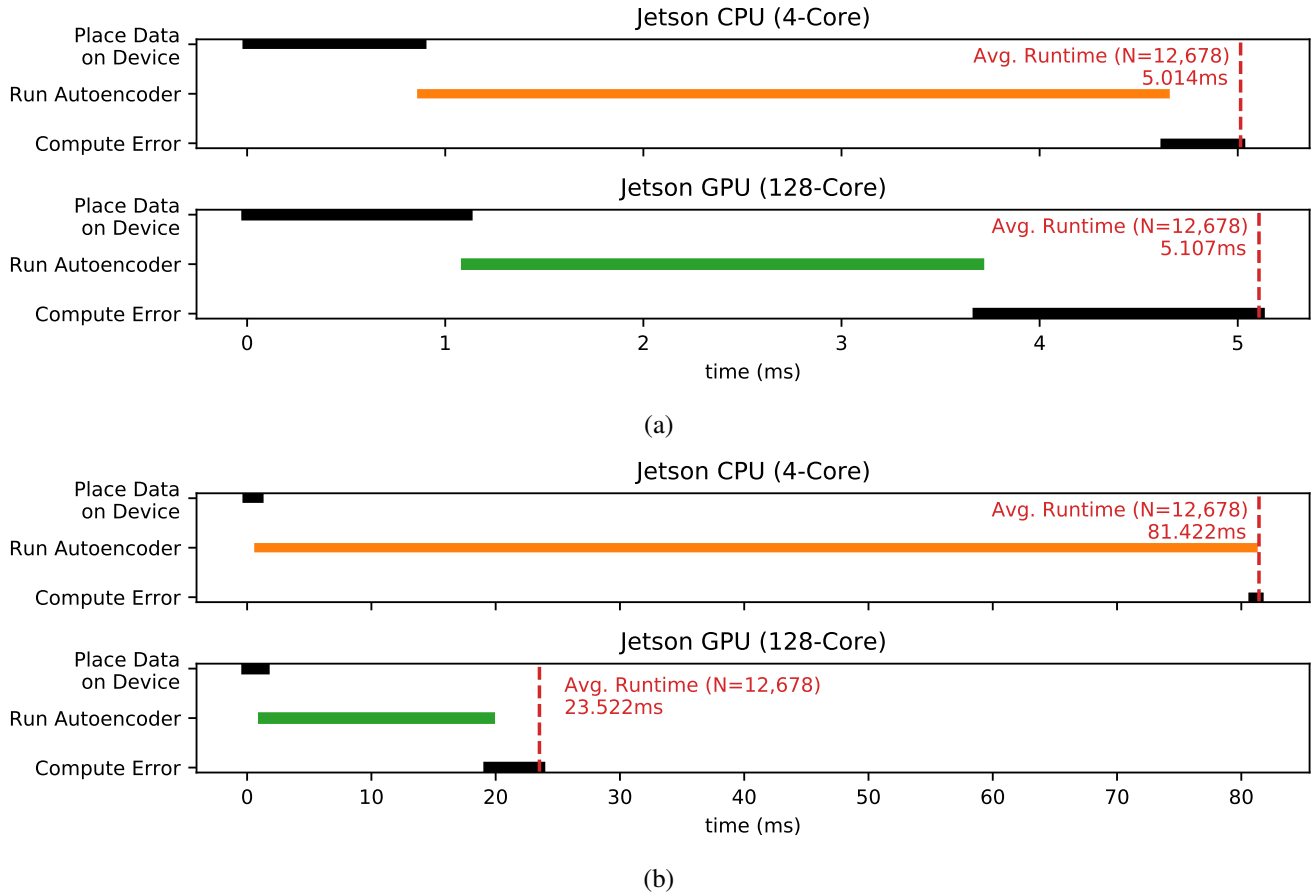 Jetson CPU (4-Core)
Place Data
on Device
Run Autoencoder
Compute Error
Avg. Runtime (N=12,678)
5.014ms
Jetson GPU (128-Core)
Place Data
on Device
Run Autoencoder
Compute Error
Avg. Runtime (N=12,678)
5.107ms
0 1 2 3 4 5
time (ms)
(a)
Jetson CPU (4-Core)
Place Data
on Device
Run Autoencoder
Compute Error
Avg. Runtime (N=12,678)
81.422ms
Jetson GPU (128-Core)
Place Data
on Device
Run Autoencoder
Compute Error
Avg. Runtime (N=12,678)
23.522ms
0 10 20 30 40 50 60 70 80
time (ms)
(b)